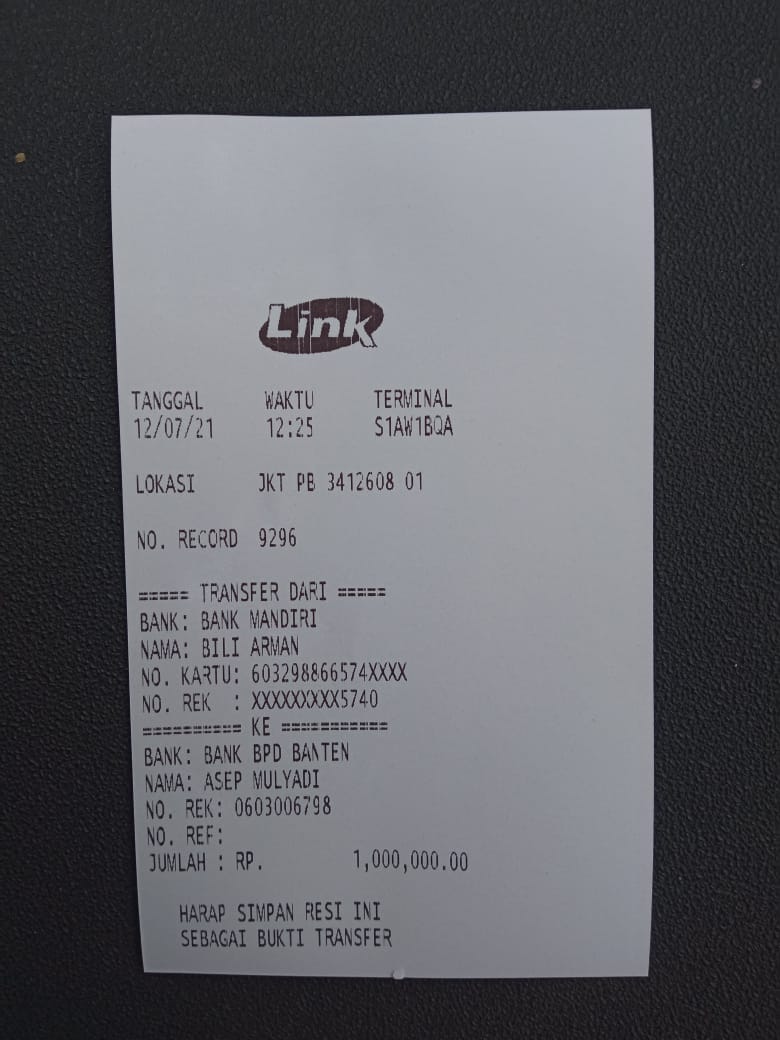 Link
TANGGAL WAKTU TERMINAL
12/07/21 12:25 S1AW1BQA
LOKASI JKT PB 3412608 01
NO. RECORD 9296
===== TRANSFER DARI =====
BANK: BANK MANDIRI
NAMA: BILI ARMAN
NO. KARTU: 603298866574XXXX
NO. REK : XXXXXXXXX5740
========== KE ===========
BANK: BANK BPD BANTEN
NAMA: ASEP MULYADI
NO. REK: 0603006798
NO. REF:
JUMLAH : RP. 1,000,000.00
HARAP SIMPAN RESI INI
SEBAGAI BUKTI TRANSFER